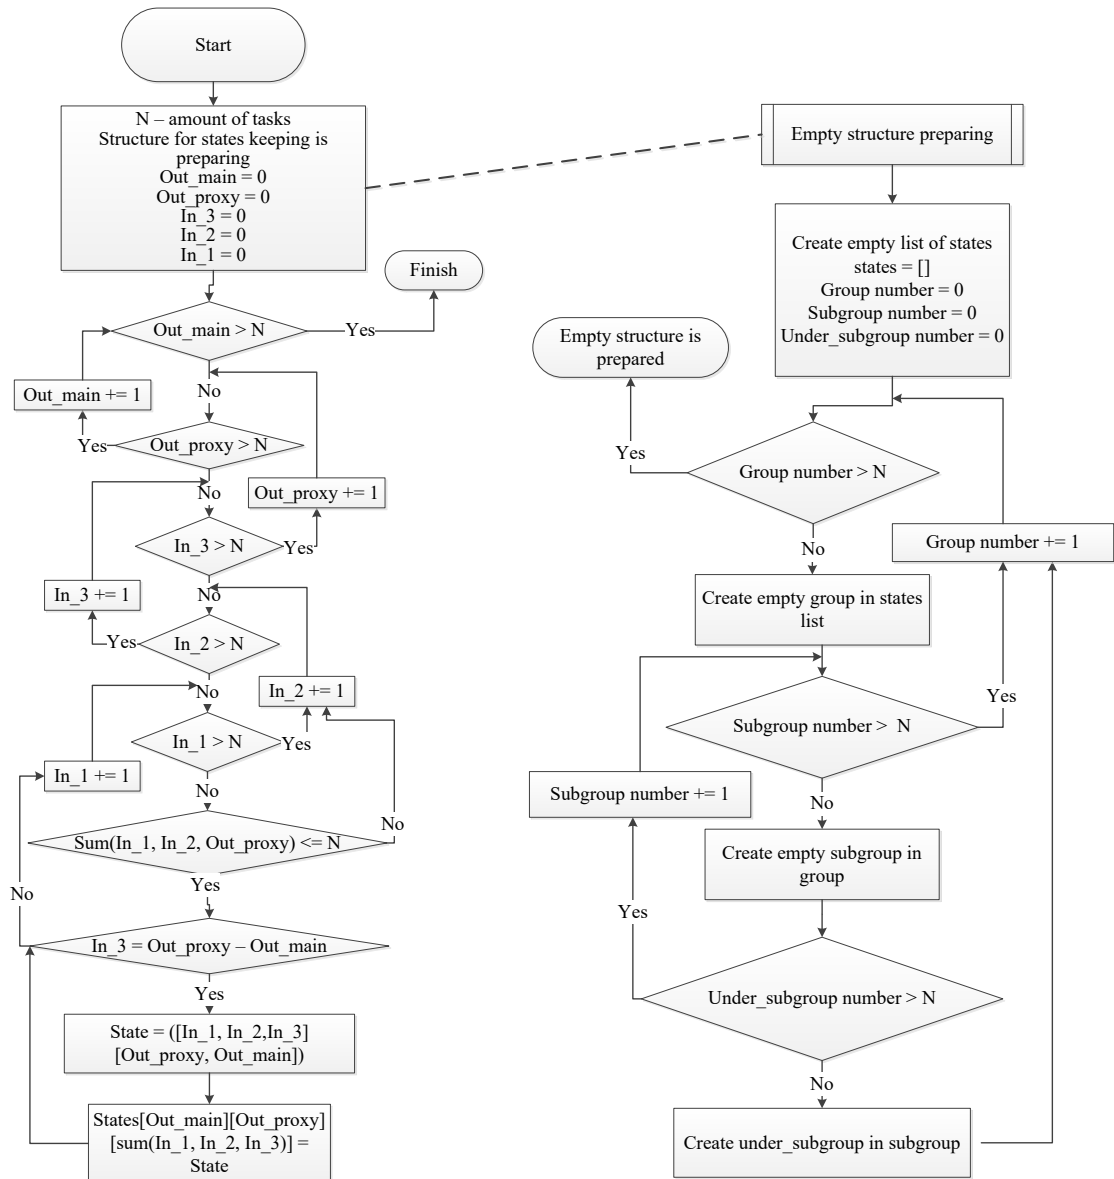 Start
N – amount of tasks
Structure for states keeping is
preparing
Out_main = 0
Out_proxy = 0
In_3 = 0
In_2 = 0
In_1 = 0
Finish
Out_main > N
Yes
Out_main += 1
No
Yes
Out_proxy > N
No
Out_proxy += 1
In_3 > N
Yes
In_3 += 1
No
Yes
In_2 > N
No
In_2 += 1
In_1 > N
Yes
In_1 += 1
No
No
Sum(In_1, In_2, Out_proxy) <= N
No
Yes
In_3 = Out_proxy – Out_main
Yes
State = ([In_1, In_2,In_3]
[Out_proxy, Out_main])
States[Out_main][Out_proxy]
[sum(In_1, In_2, In_3)] =
State
Empty structure preparing
Create empty list of states
states = []
Group number = 0
Subgroup number = 0
Under_subgroup number = 0
Empty structure is
prepared
Yes
Group number > N
No
Group number += 1
Create empty group in states
list
Yes
Subgroup number >  N
Subgroup number += 1
No
Create empty subgroup in
group
Yes
Under_subgroup number > N
No
Create under_subgroup in subgroup